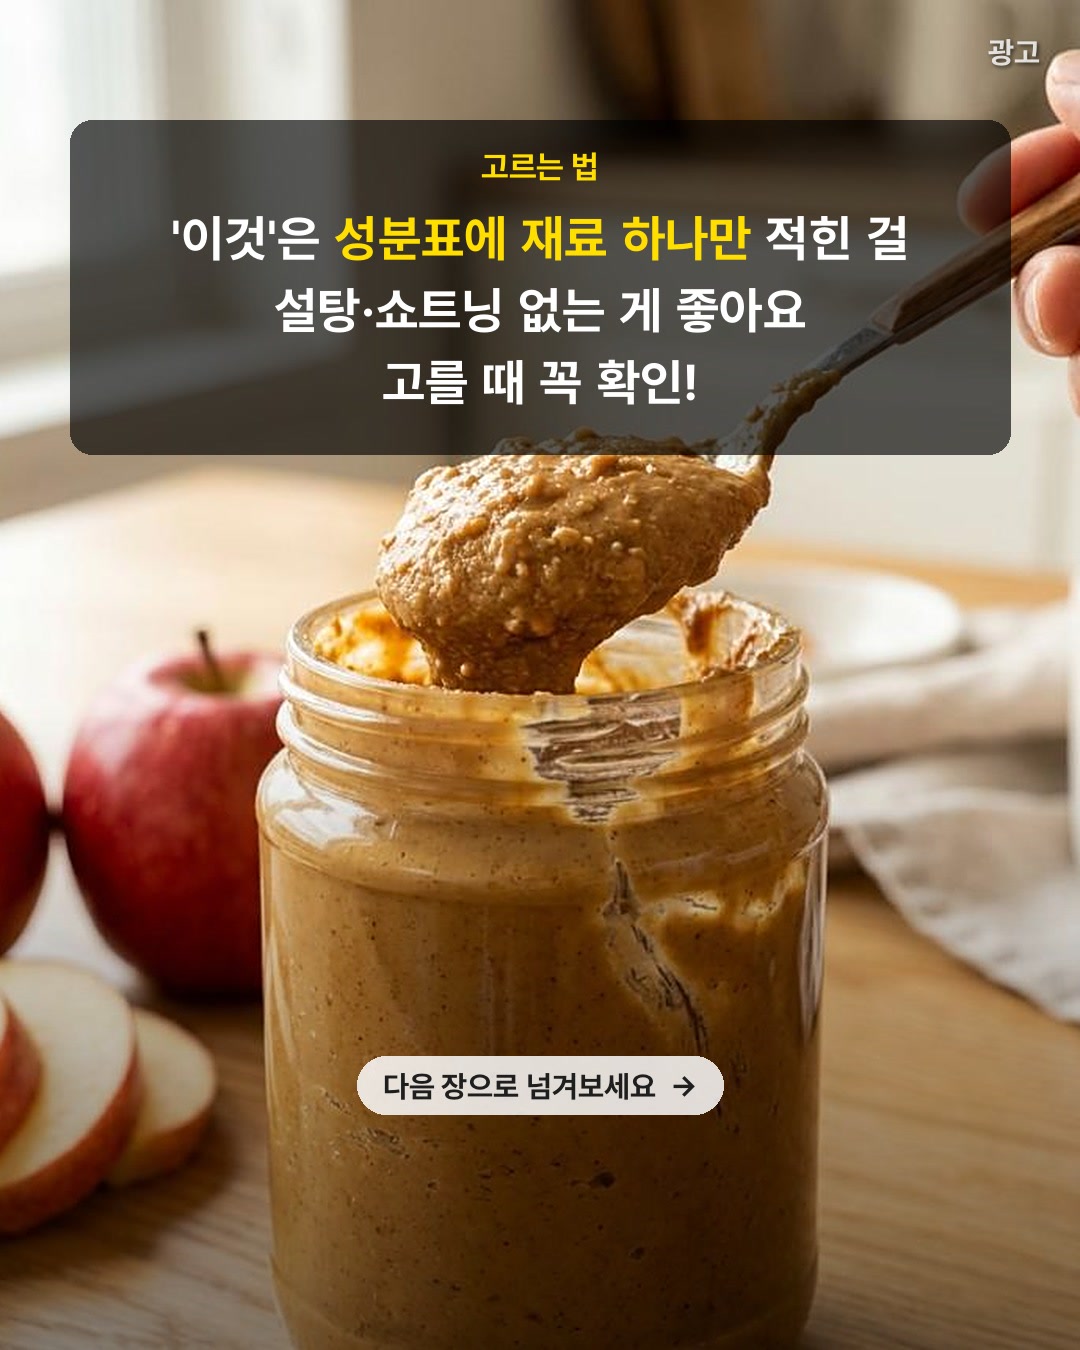 광고
고르는 법
'이것'은 성분표에 재료 하나만 적힌 걸
설탕·쇼트닝 없는 게 좋아요
고를 때 꼭 확인!
다음 장으로 넘겨보세요 →